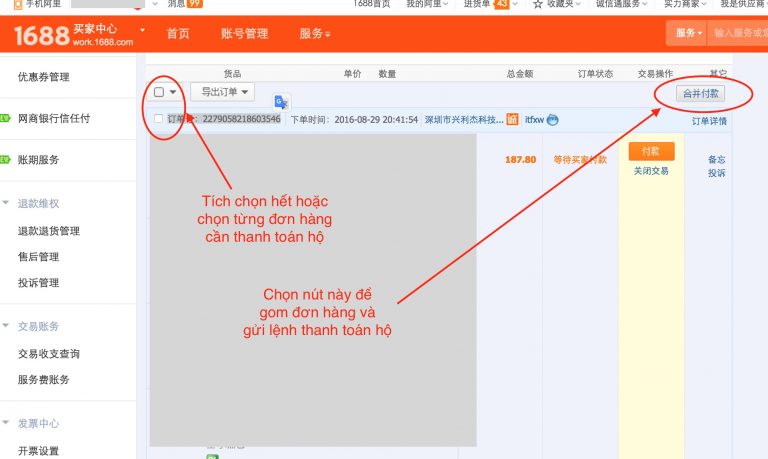 手机阿里
消息 99
1688首页
我的阿里
进货单 43
☆ 收藏夹
诚信通服务
买力商家
我是供应商
1688 买家中心
work.1688.com
首页
账号管理
服务
服务
输入服务或
货品
单价
数量
总金额
订单状态
交易操作
其它
导出订单
合并付款
订单号：2279058218603546
下单时间：2016-08-29 20:41:54
深圳市兴利杰科技...
itfxw
订单详情
187.80
等待买家付款
付款
关闭交易
备忘
投诉
优惠券管理
网商银行信任付
账期服务
退款维权
退款退货管理
售后管理
投诉管理
交易账务
交易收支查询
服务费账务
发票中心
开票设置
Tích chọn hết hoặc
chọn từng đơn hàng
cần thanh toán hộ
Chọn nút này để
gom đơn hàng và
gửi lệnh thanh toán hộ